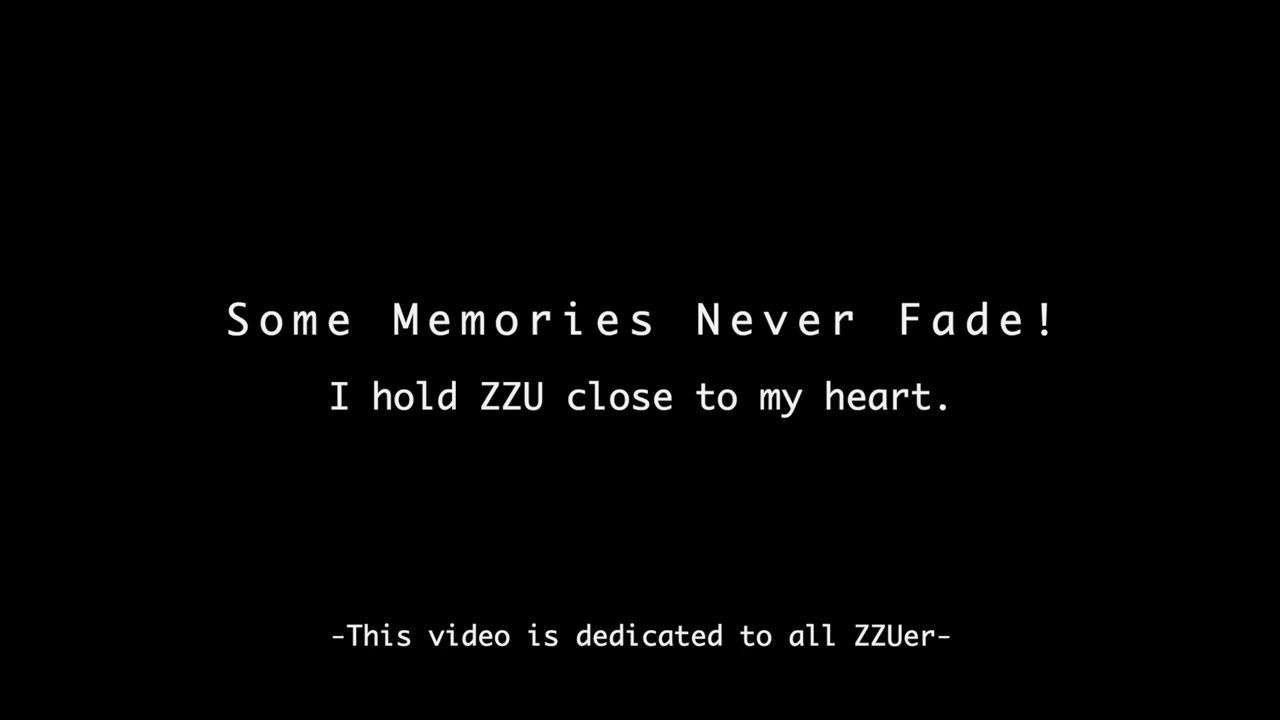 Some Memories Never Fade!
I hold ZZU close to my heart.
-This video is dedicated to all ZZUer-